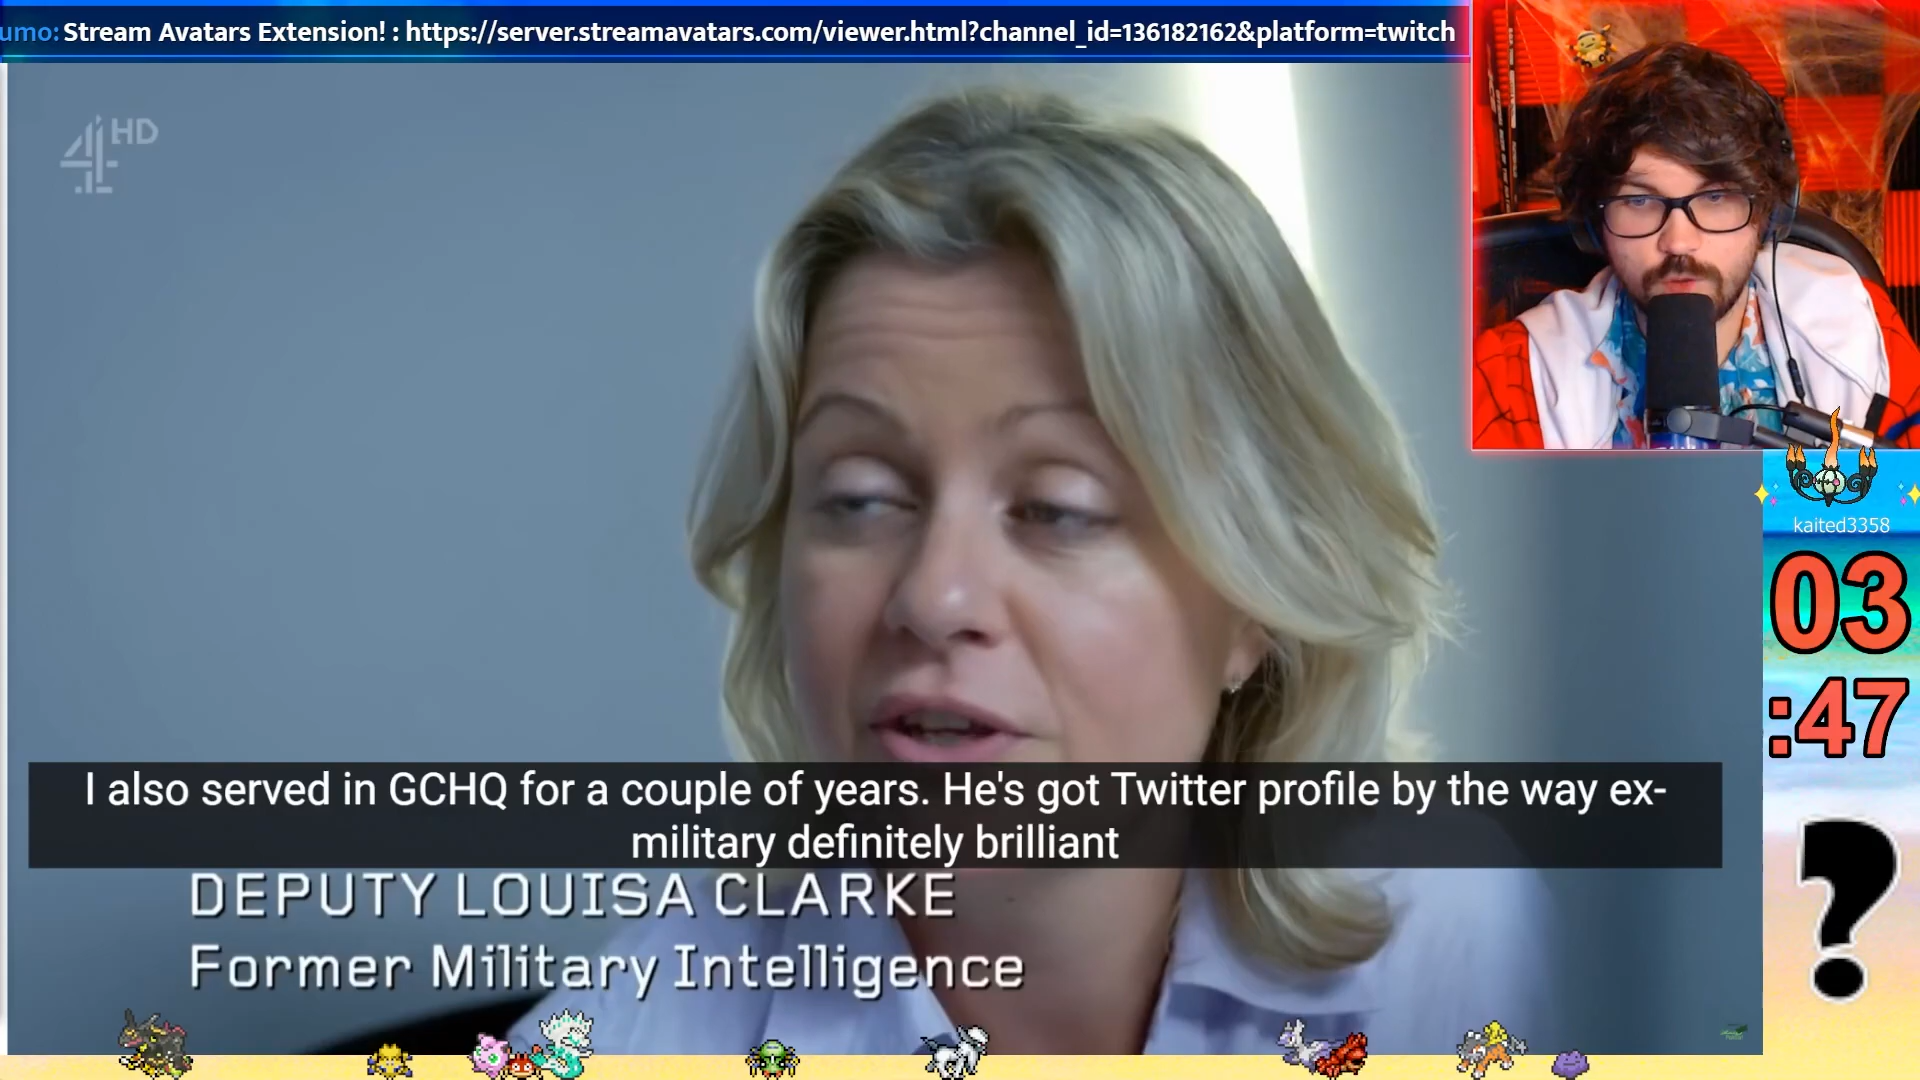 umo: Stream Avatars Extension! : https://server.streamavatars.com/viewer.html?channel_id=136182162&platform=twitch
4 HD
kaited3358
03
:47
I also served in GCHQ for a couple of years. He's got Twitter profile by the way ex-
military definitely brilliant
DEPUTY LOUISA CLARKE
Former Military Intelligence
?